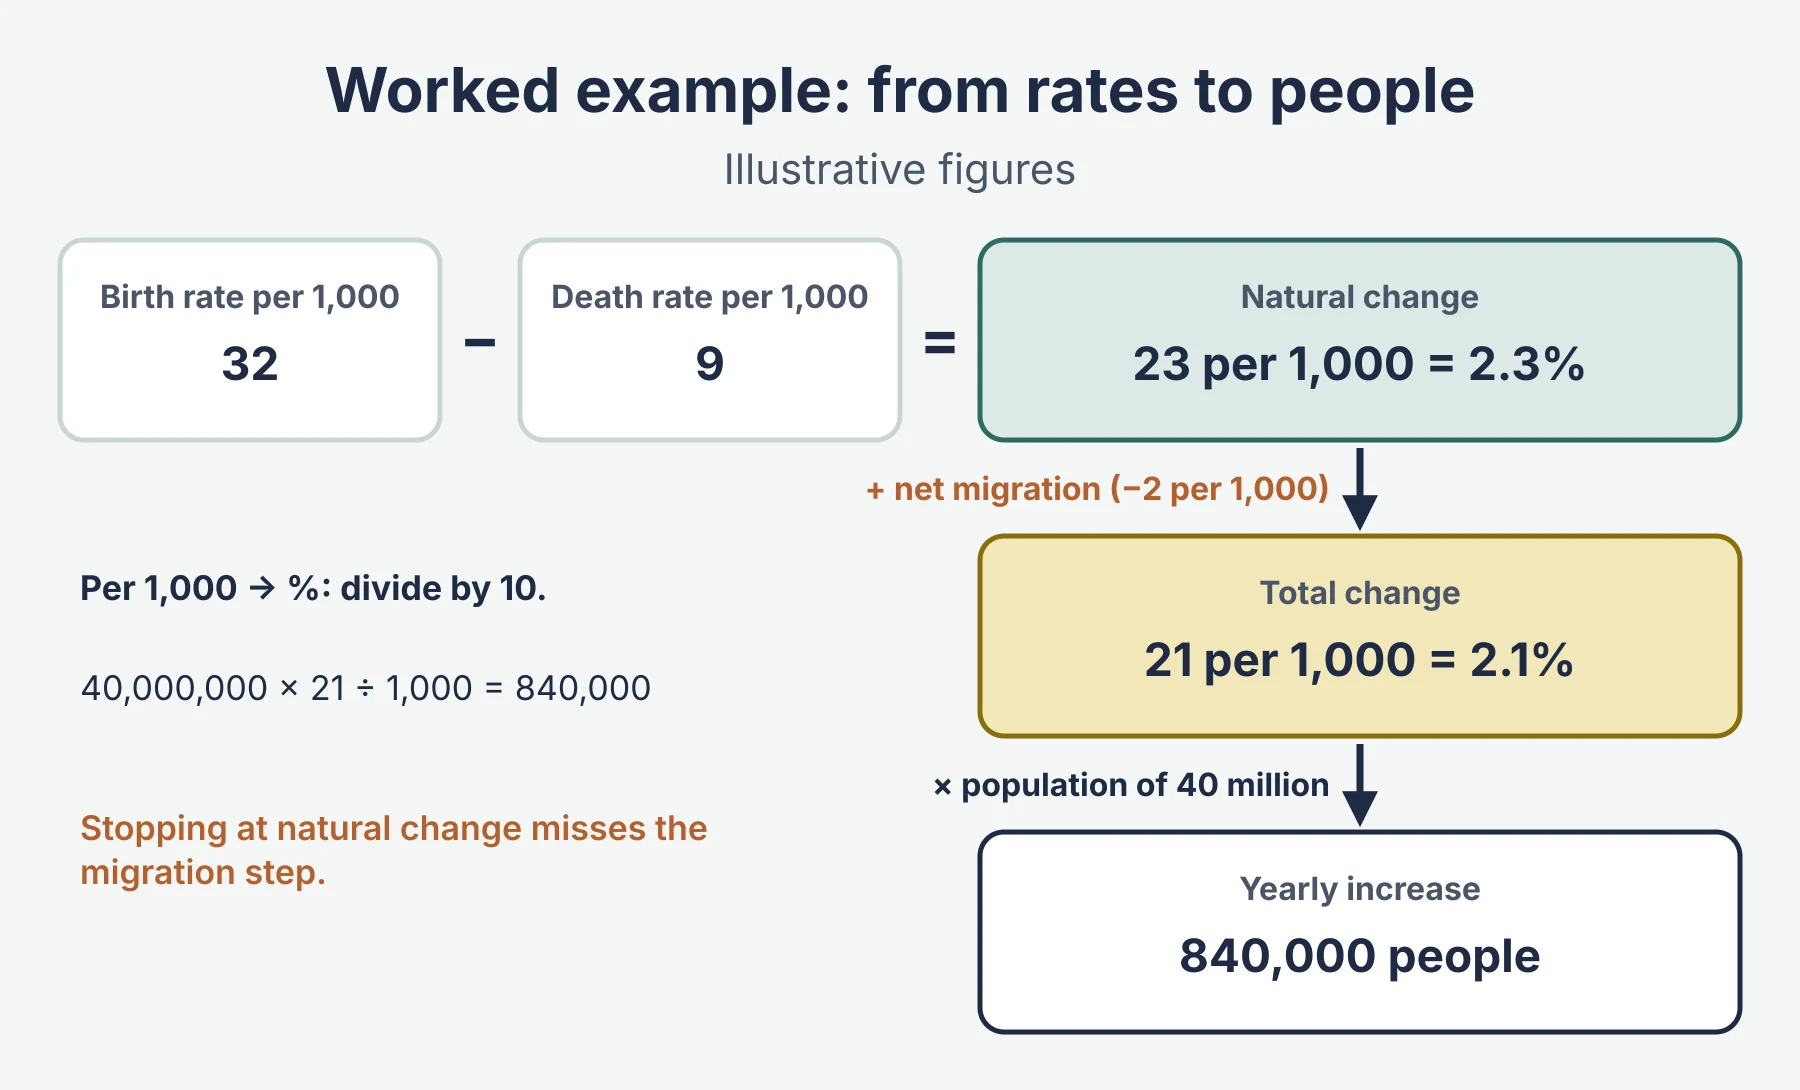 Worked example: from rates to people
Illustrative figures
Birth rate per 1,000
32
−
Death rate per 1,000
9
=
Natural change
23 per 1,000 = 2.3%
+ net migration (−2 per 1,000)
Total change
21 per 1,000 = 2.1%
Per 1,000 → %: divide by 10.
40,000,000 × 21 ÷ 1,000 = 840,000
× population of 40 million
Stopping at natural change misses the
migration step.
Yearly increase
840,000 people